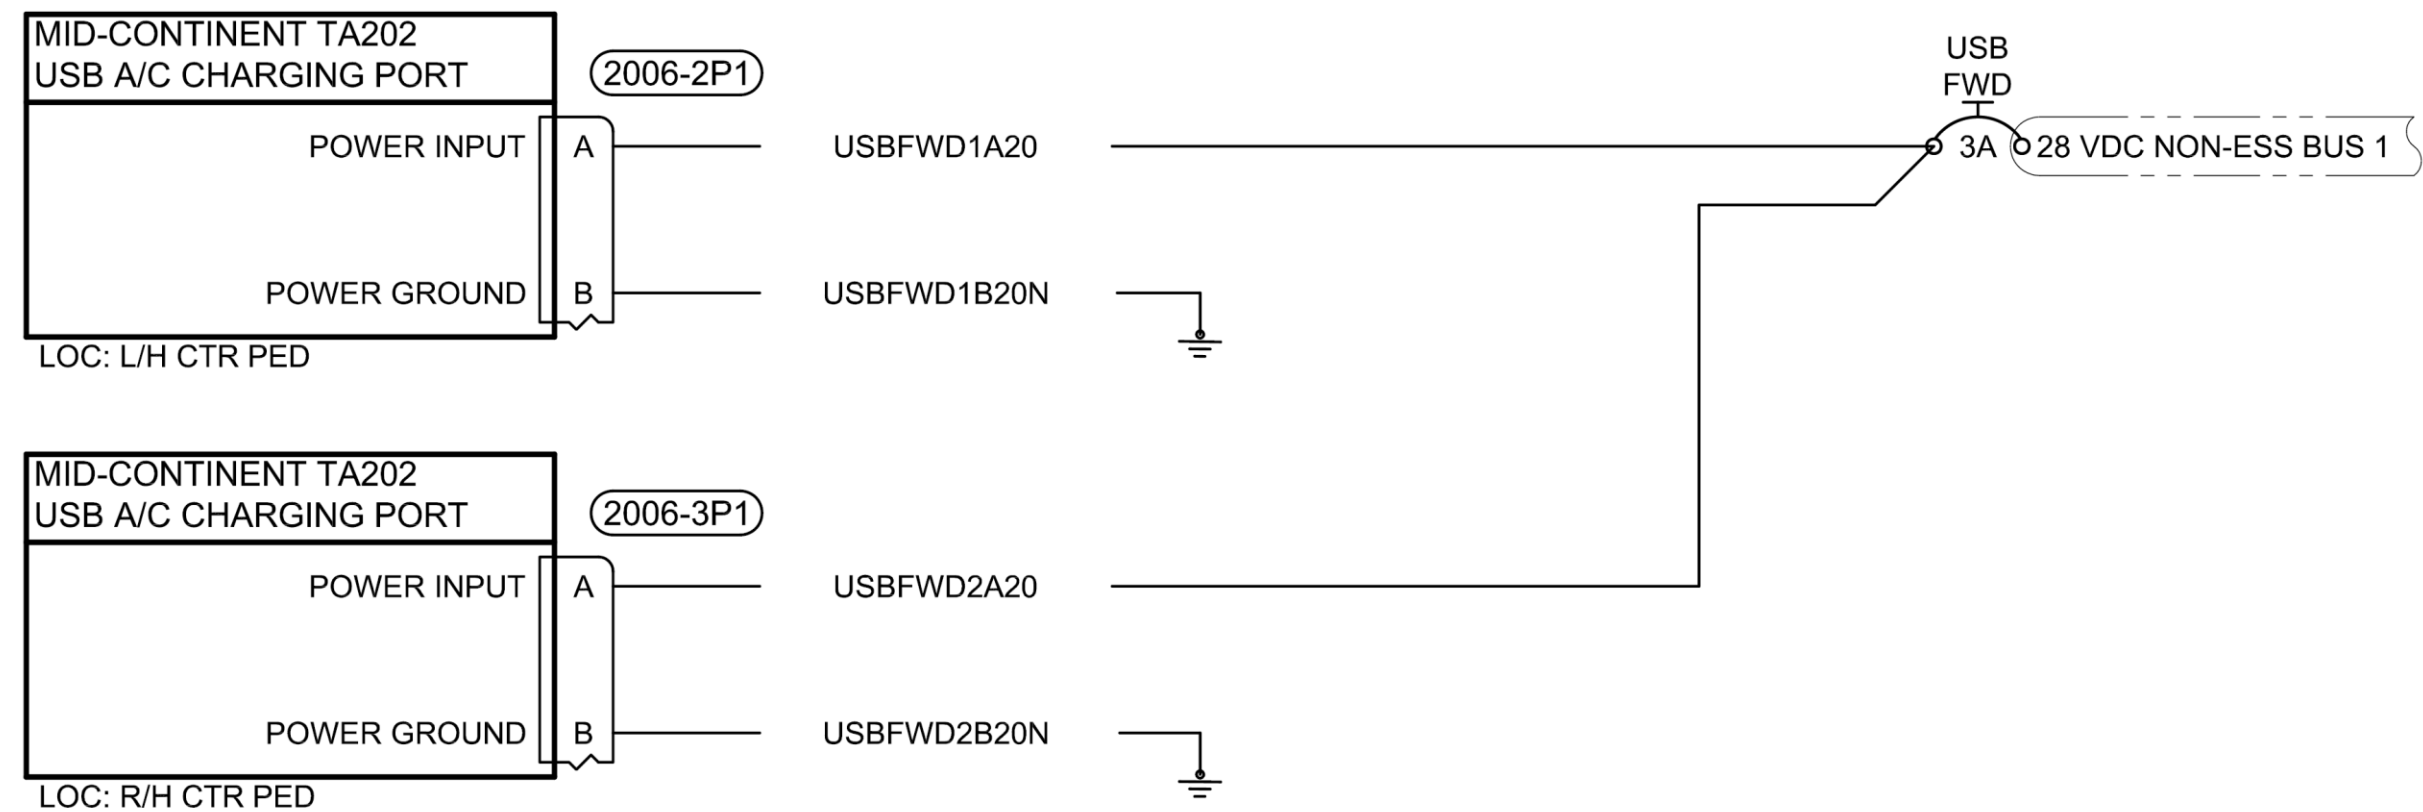 MID-CONTINENT TA202
USB A/C CHARGING PORT
2006-2P1
POWER INPUT
A
USBFWD1A20
USB
FWD
3A
28 VDC NON-ESS BUS 1
POWER GROUND
B
USBFWD1B20N
LOC: L/H CTR PED
MID-CONTINENT TA202
USB A/C CHARGING PORT
2006-3P1
POWER INPUT
A
USBFWD2A20
POWER GROUND
B
USBFWD2B20N
LOC: R/H CTR PED